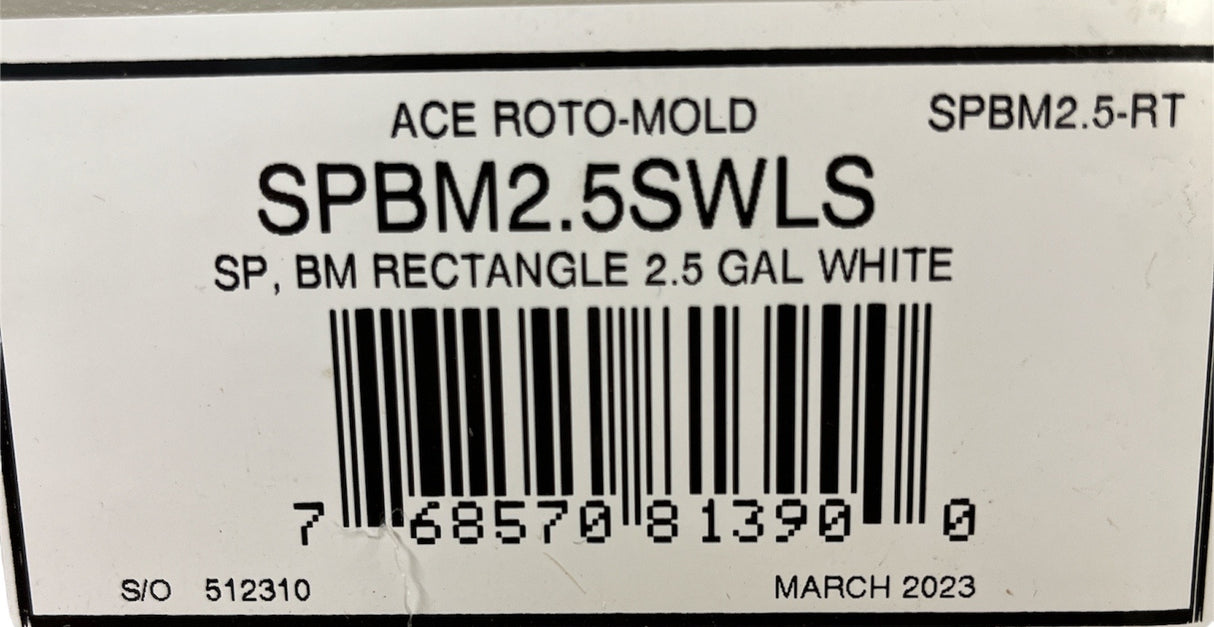 ACE ROTO-MOLD SPBM2.5-RT
SPBM2.5SWLS
SP, BM RECTANGLE 2.5 GAL WHITE
7 68570 81390 0
S/O 512310 MARCH 2023